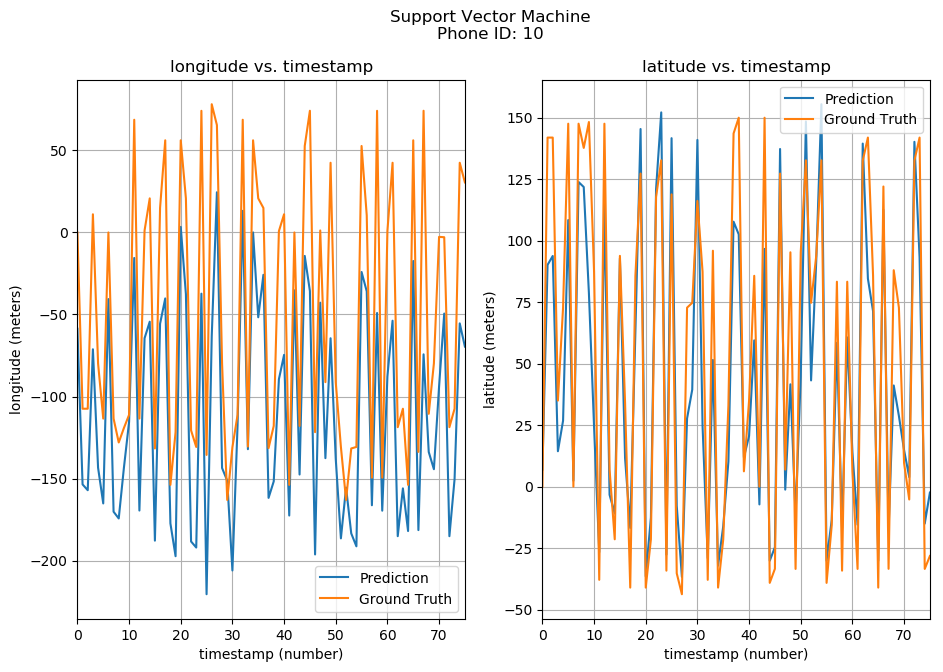 Support Vector Machine
Phone ID: 10
longitude vs. timestamp
longitude (meters)
50
0
−50
−100
−150
−200
0 10 20 30 40 50 60 70
timestamp (number)
Prediction
Ground Truth
latitude vs. timestamp
latitude (meters)
150
125
100
75
50
25
0
−25
−50
0 10 20 30 40 50 60 70
timestamp (number)
Prediction
Ground Truth